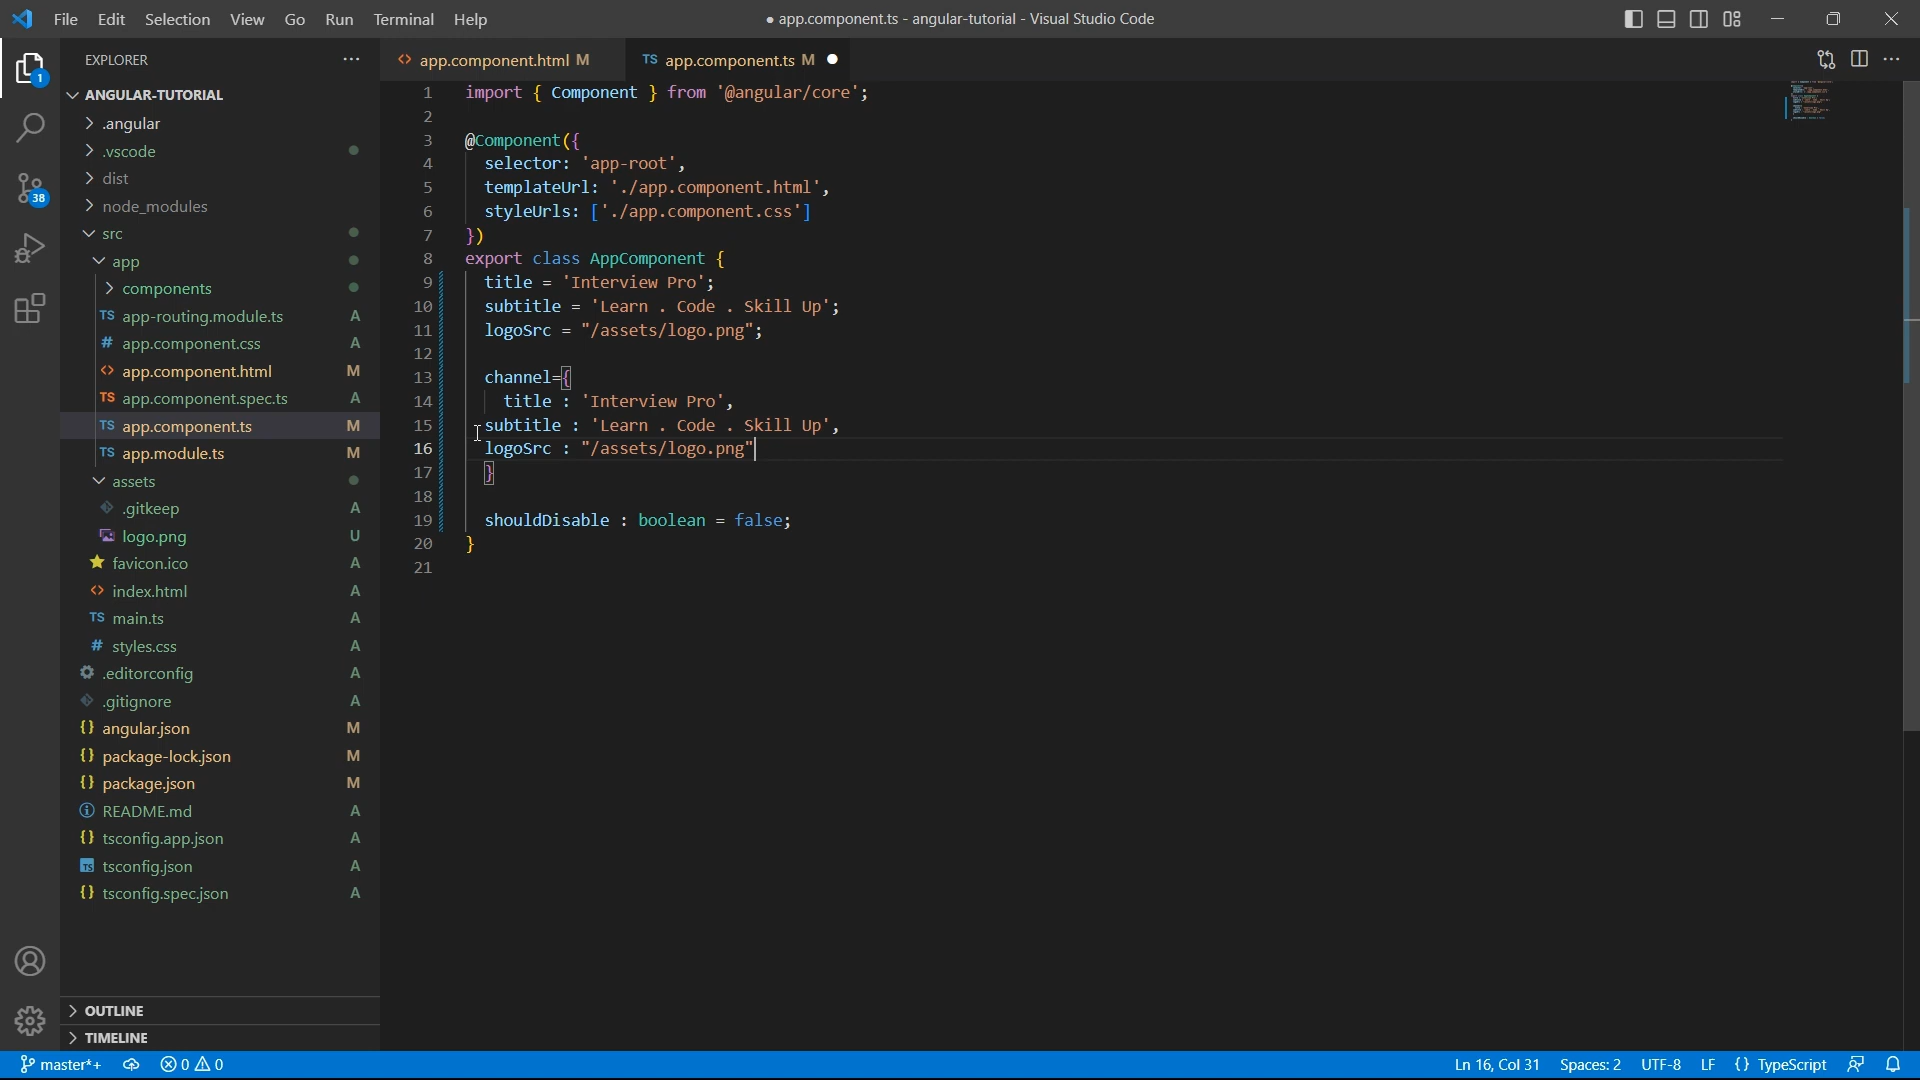 File Edit Selection View Go Run Terminal Help
● app.component.ts - angular-tutorial - Visual Studio Code
EXPLORER
ANGULAR-TUTORIAL
.angular
.vscode
dist
node_modules
src
app
components
TS app-routing.module.ts A
# app.component.css A
<> app.component.html M
TS app.component.spec.ts A
TS app.component.ts M
TS app.module.ts M
assets
.gitkeep A
logo.png U
favicon.ico A
<> index.html A
TS main.ts A
# styles.css A
.editorconfig A
.gitignore A
{} angular.json M
{} package-lock.json M
{} package.json M
README.md A
{} tsconfig.app.json A
TS tsconfig.json A
{} tsconfig.spec.json A
OUTLINE
TIMELINE
1
38
<> app.component.html M
TS app.component.ts M ●
1 import { Component } from '@angular/core';
2
3 @Component({
4 selector: 'app-root',
5 templateUrl: './app.component.html',
6 styleUrls: ['./app.component.css']
7 })
8 export class AppComponent {
9 title = 'Interview Pro';
10 subtitle = 'Learn . Code . Skill Up';
11 logoSrc = "/assets/logo.png";
12
13 channel={
14 title : 'Interview Pro',
15 subtitle : 'Learn . Code . Skill Up',
16 logoSrc : "/assets/logo.png"
17 }
18
19 shouldDisable : boolean = false;
20 }
21
master*+ 0 0
Ln 16, Col 31 Spaces: 2 UTF-8 LF {} TypeScript